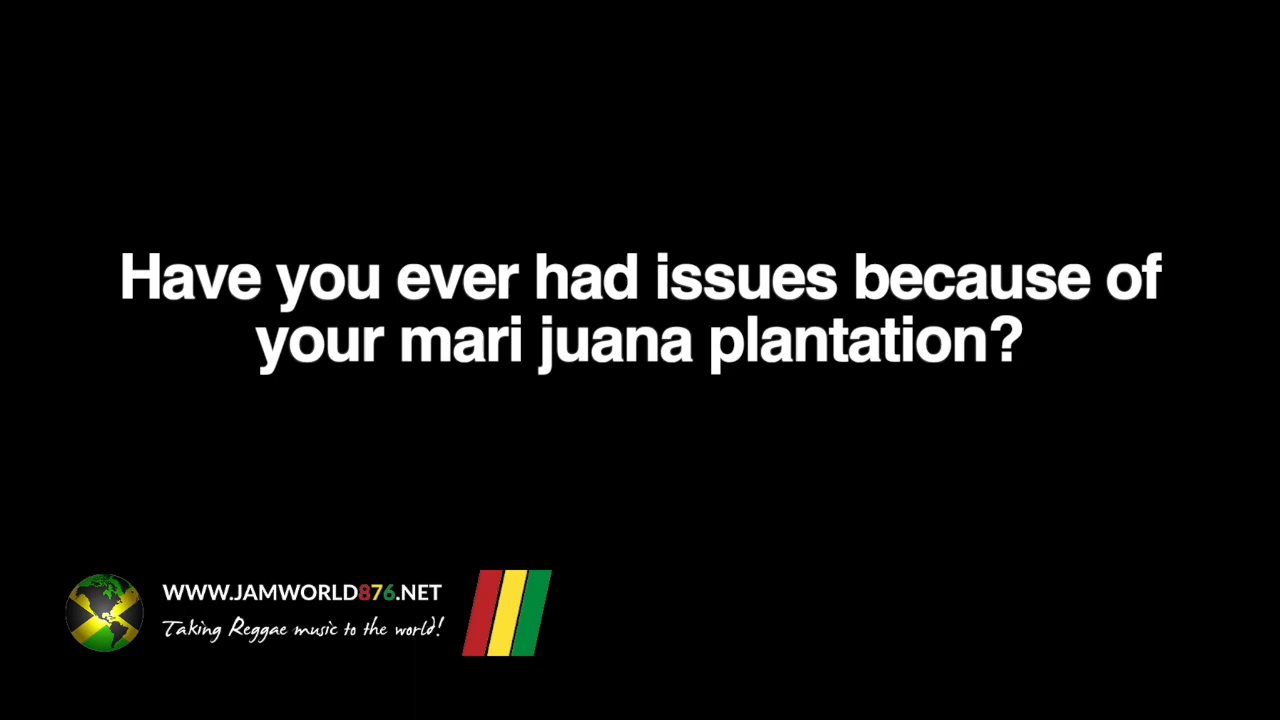 Have you ever had issues because of
your mari juana plantation?
WWW.JAMWORLD876.NET
Taking Reggae music to the world!